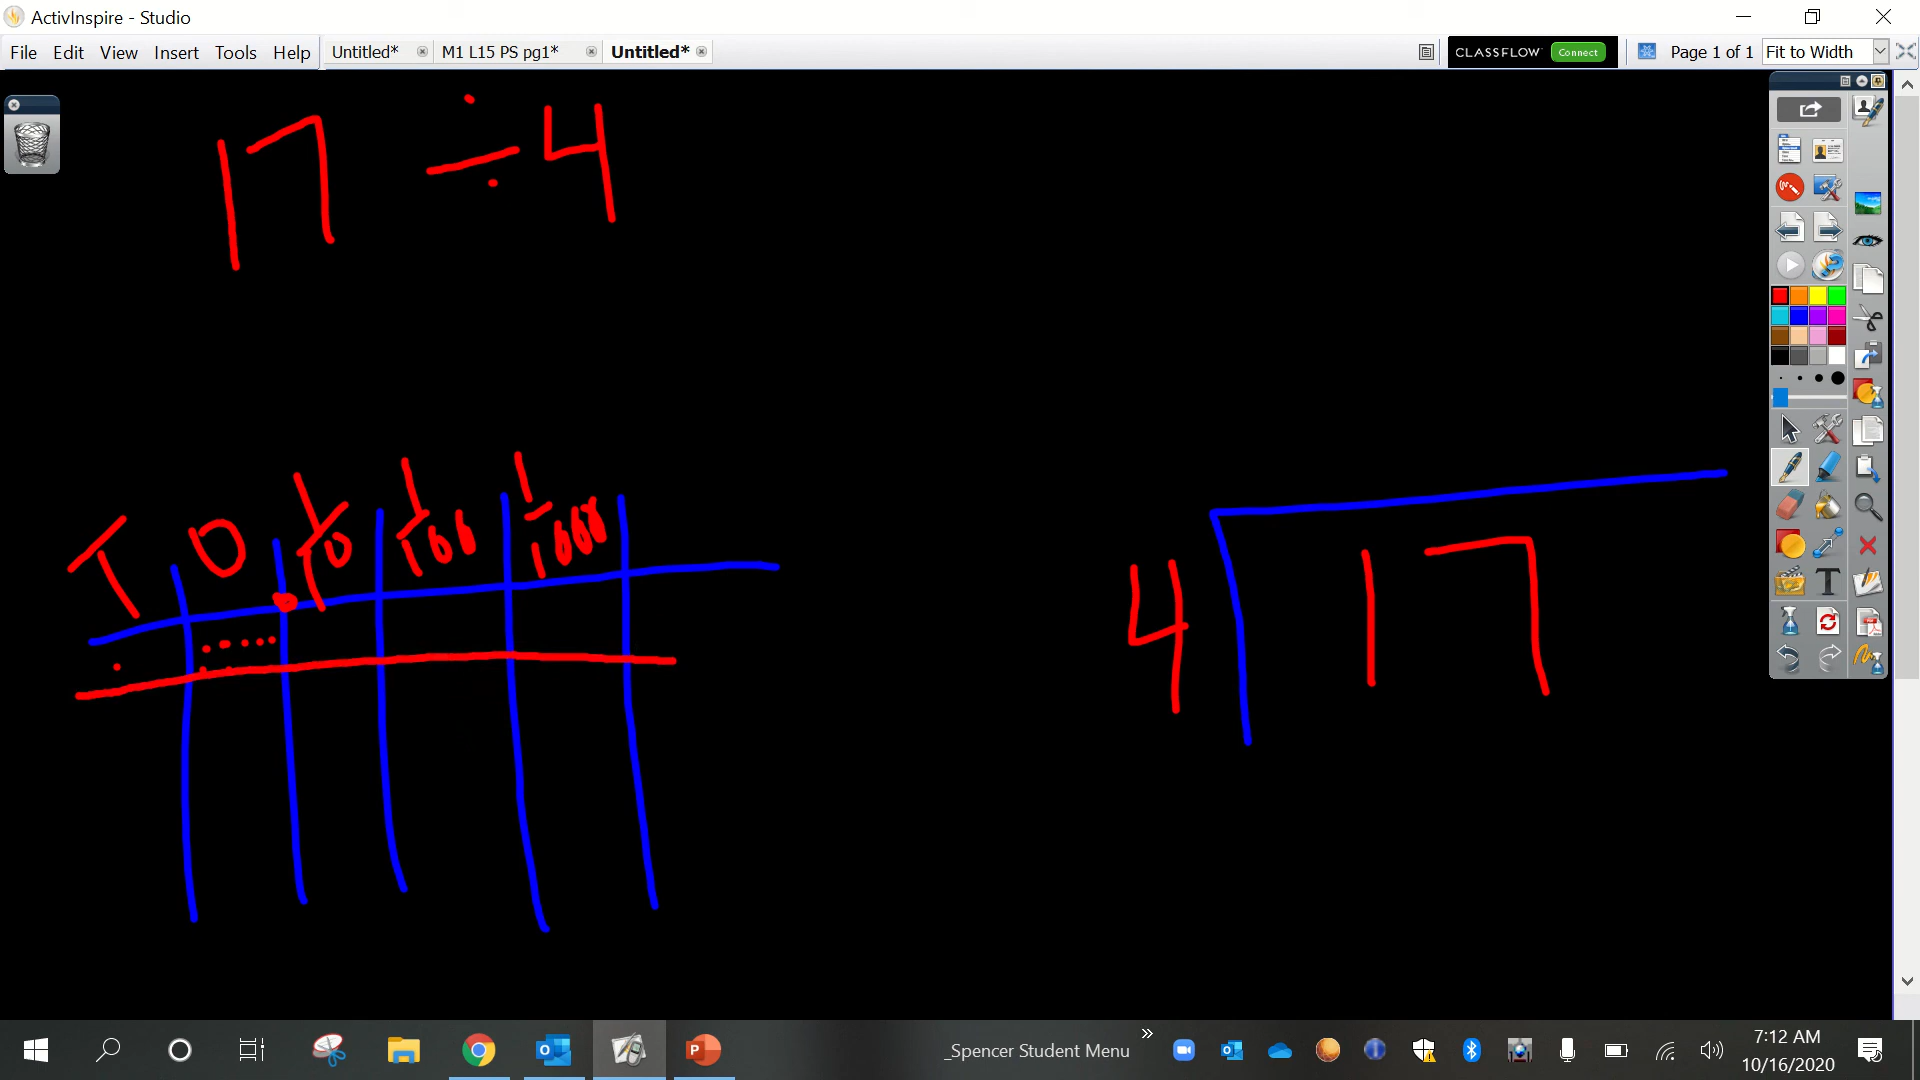 ActivInspire - Studio
File Edit View Insert Tools Help Untitled* M1 L15 PS pg1* Untitled* CLASSFLOW Connect Page 1 of 1 Fit to Width
17 ÷ 4
T O . 1/10 1/100 1/1000
4 17
_Spencer Student Menu
7:12 AM
10/16/2020